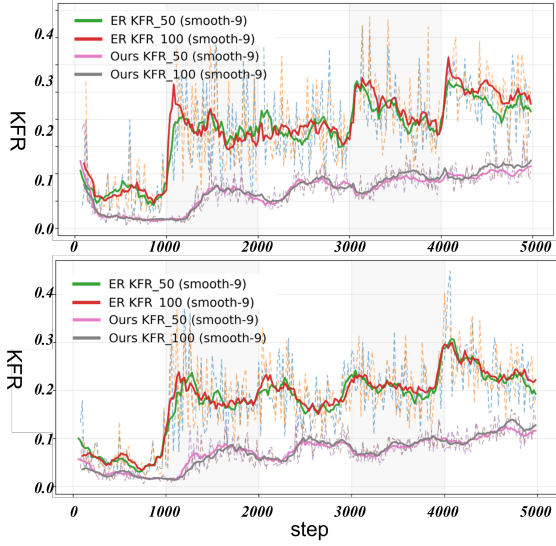 ER KFR_50 (smooth-9)
ER KFR_100 (smooth-9)
Ours KFR_50 (smooth-9)
Ours KFR_100 (smooth-9)
KFR
0.4
0.3
0.2
0.1
0.0
0 1000 2000 3000 4000 5000
ER KFR_50 (smooth-9)
ER KFR 100 (smooth-9)
Ours KFR_50 (smooth-9)
Ours KFR_100 (smooth-9)
KFR
0.4
0.3
0.2
0.1
0.0
0 1000 2000 3000 4000 5000
step